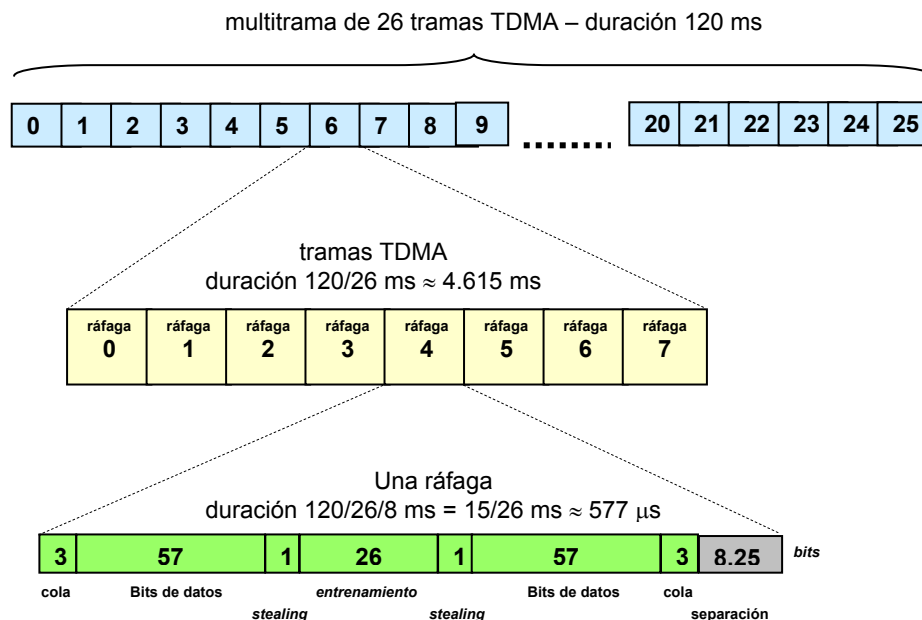 multitrama de 26 tramas TDMA – duración 120 ms
0 1 2 3 4 5 6 7 8 9 20 21 22 23 24 25
tramas TDMA
duración 120/26 ms ≈ 4.615 ms
ráfaga ráfaga ráfaga ráfaga ráfaga ráfaga ráfaga ráfaga
0 1 2 3 4 5 6 7
Una ráfaga
duración 120/26/8 ms = 15/26 ms ≈ 577 μs
3 57 1 26 1 57 3 8.25 bits
cola Bits de datos entrenamiento Bits de datos cola
stealing stealing separación